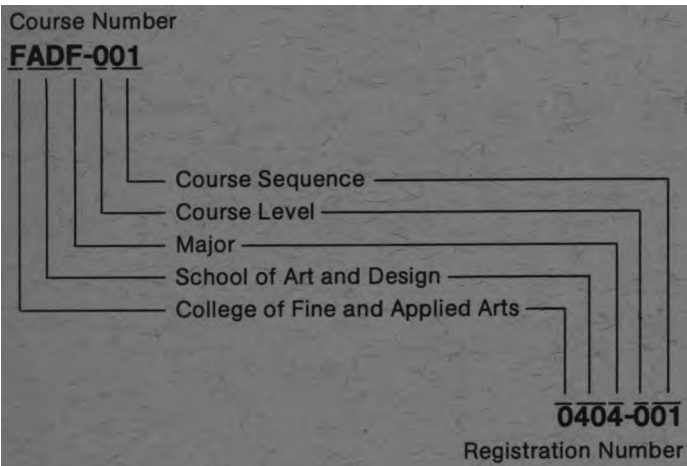 Course Number
FADF-001
Course Sequence
Course Level
Major
School of Art and Design
College of Fine and Applied Arts
0404-001
Registration Number